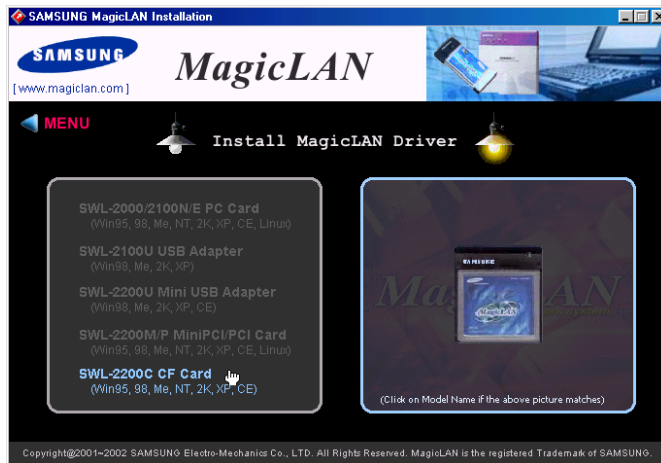 SAMSUNG MagicLAN Installation
SAMSUNG
[www.magiclan.com]
MagicLAN
MENU
Install MagicLAN Driver
SWL-2000/2100N/E PC Card
(Win95, 98, Me, NT, 2K, XP, CE, Linux)
SWL-2100U USB Adapter
(Win98, Me, 2K, XP)
SWL-2200U Mini USB Adapter
(Win98, Me, 2K, XP, CE)
SWL-2200M/P MiniPCI/PCI Card
(Win95, 98, Me, NT, 2K, XP, CE, Linux)
SWL-2200C CF Card
(Win95, 98, Me, NT, 2K, XP, CE)
SAMSUNG
MagicLAN
(Click on Model Name if the above picture matches)
Copyright@2001~2002 SAMSUNG Electro-Mechanics Co., LTD. All Rights Reserved. MagicLAN is the registered Trademark of SAMSUNG.